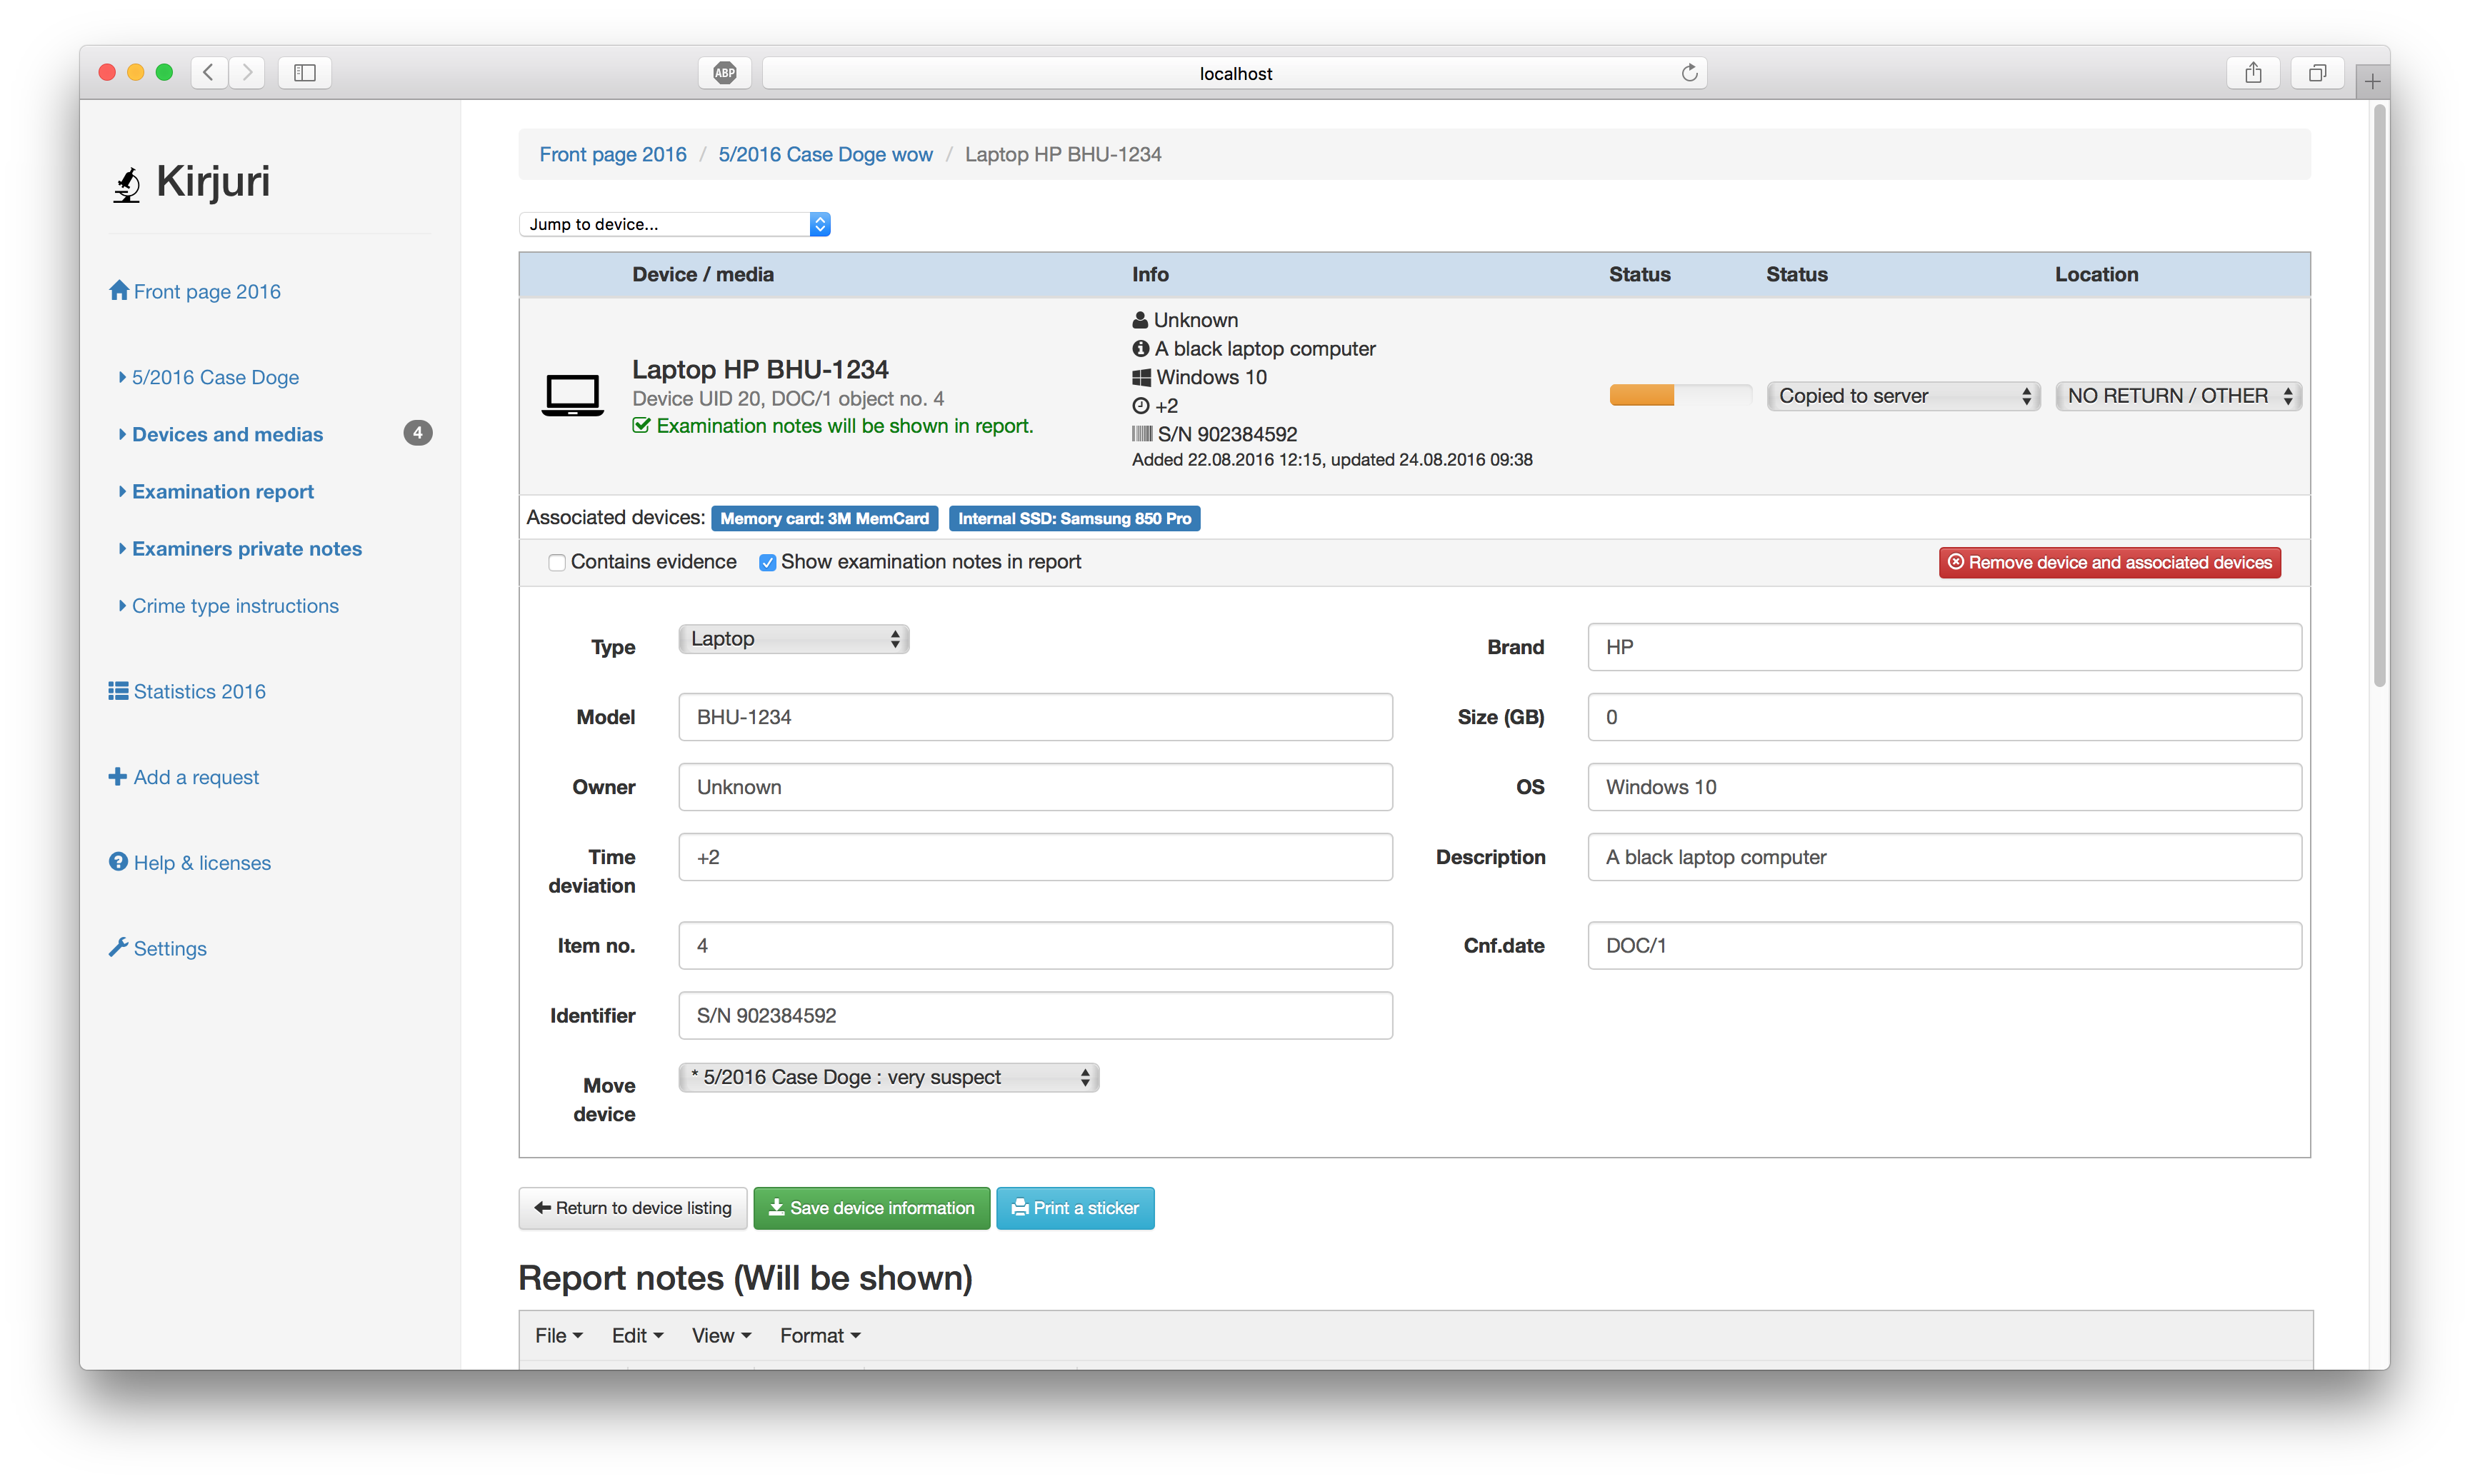 ABP
localhost
Kirjuri
Front page 2016
5/2016 Case Doge
Devices and medias 4
Examination report
Examiners private notes
Crime type instructions
Statistics 2016
Add a request
Help & licenses
Settings
Front page 2016 / 5/2016 Case Doge wow / Laptop HP BHU-1234
Jump to device...
Device / media Info Status Status Location
Laptop HP BHU-1234
Device UID 20, DOC/1 object no. 4
Examination notes will be shown in report.
Unknown
A black laptop computer
Windows 10
+2
S/N 902384592
Added 22.08.2016 12:15, updated 24.08.2016 09:38
Copied to server
NO RETURN / OTHER
Associated devices: Memory card: 3M MemCard Internal SSD: Samsung 850 Pro
Contains evidence Show examination notes in report Remove device and associated devices
Type Laptop Brand HP
Model BHU-1234 Size (GB) 0
Owner Unknown OS Windows 10
Time deviation +2 Description A black laptop computer
Item no. 4 Cnf.date DOC/1
Identifier S/N 902384592
Move device * 5/2016 Case Doge : very suspect
Return to device listing Save device information Print a sticker
Report notes (Will be shown)
File Edit View Format